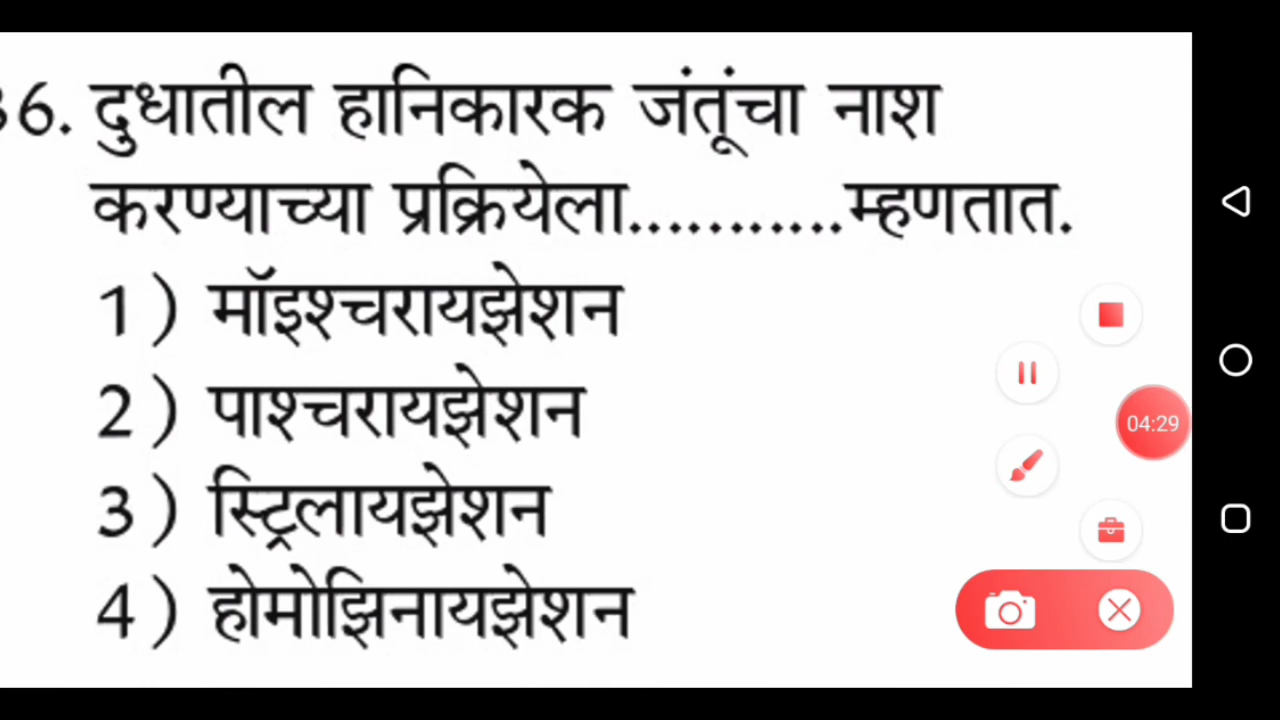 36. दुधातील हानिकारक जंतूंचा नाश
करण्याच्या प्रक्रियेला...........म्हणतात.
1) मॉइश्चरायझेशन
2) पाश्चरायझेशन
3) स्ट्रिलायझेशन
4) होमोझिनायझेशन
04:29